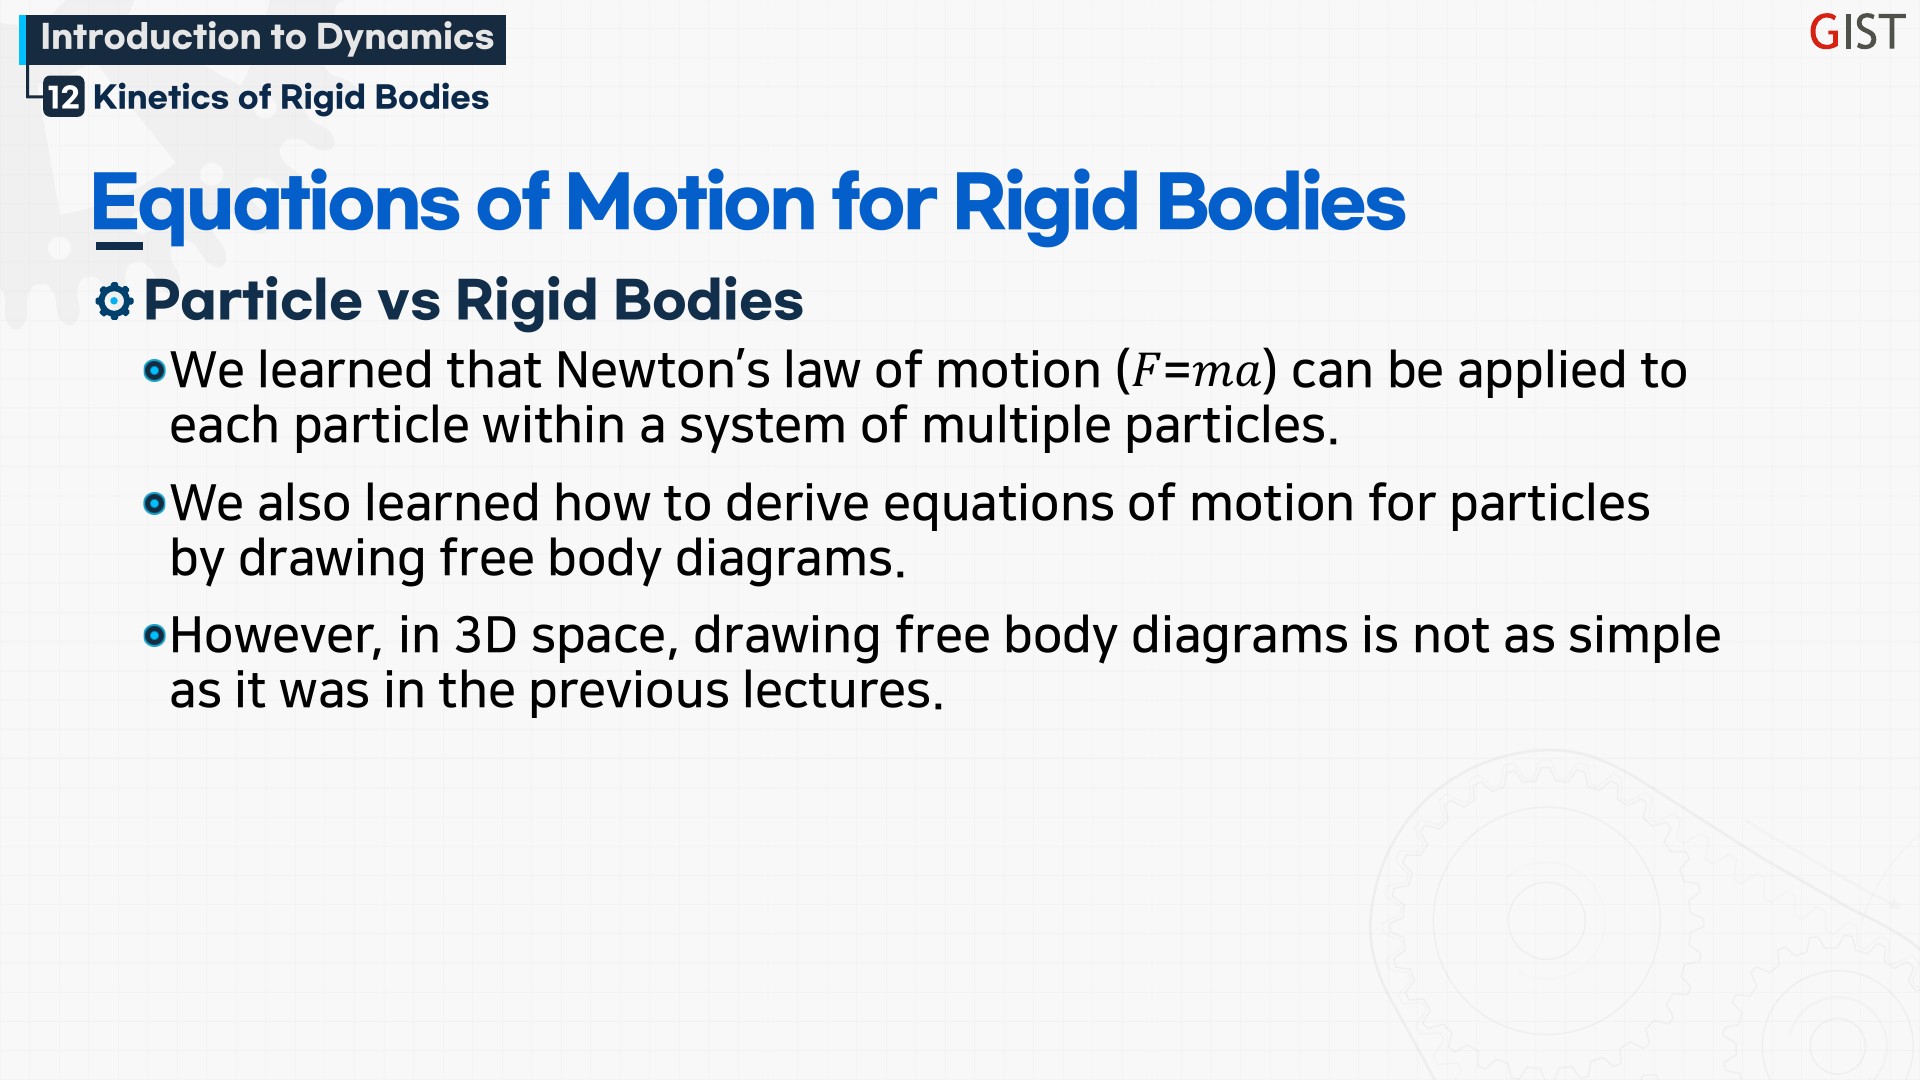 Introduction to Dynamics
GIST
12 Kinetics of Rigid Bodies
Equations of Motion for Rigid Bodies
Particle vs Rigid Bodies
We learned that Newton’s law of motion (F=ma) can be applied to
each particle within a system of multiple particles.
We also learned how to derive equations of motion for particles
by drawing free body diagrams.
However, in 3D space, drawing free body diagrams is not as simple
as it was in the previous lectures.